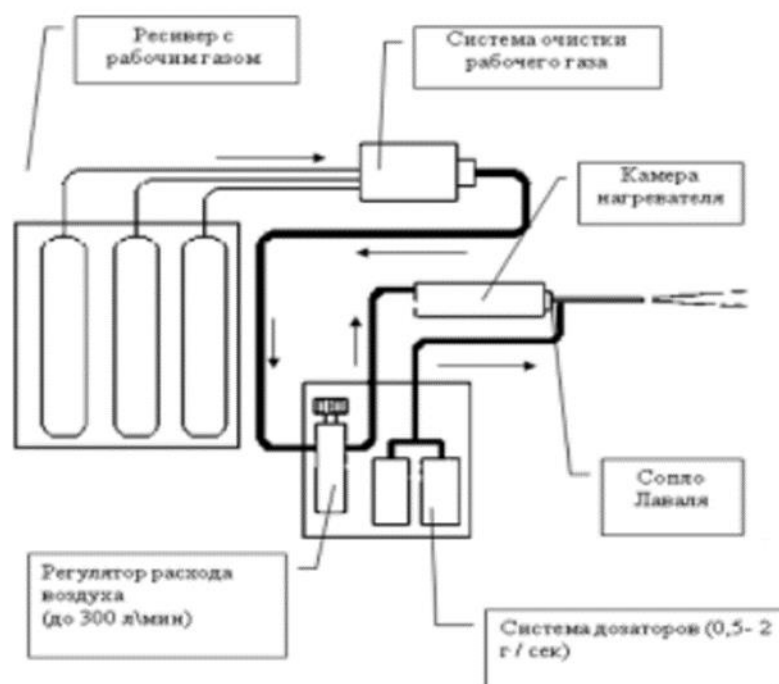 Ресивер с
рабочим газом
Система очистки
рабочего газа
Камера
нагревателя
Сопло
Лаваля
Регулятор расхода
воздуха
(до 300 л\мин)
Система дозаторов (0,5- 2
г / сек)